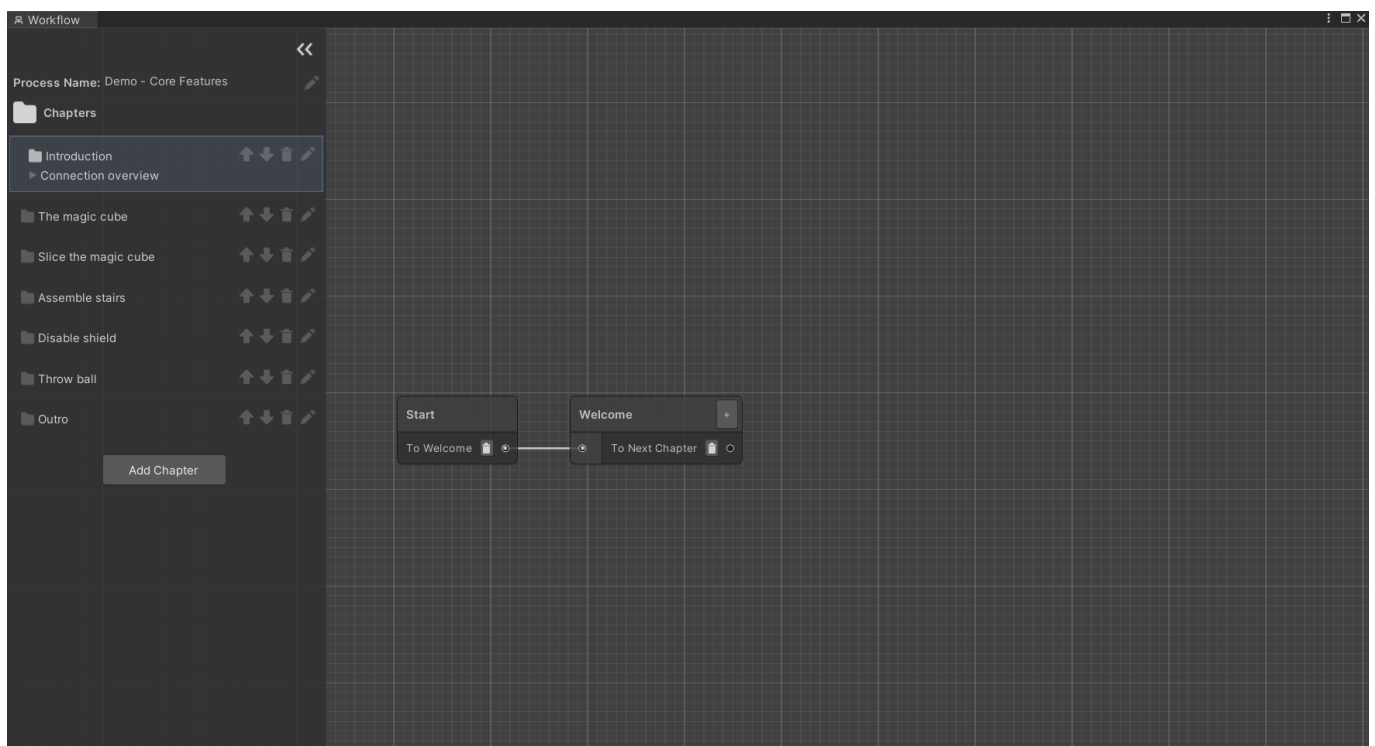 Workflow
Process Name: Demo - Core Features
Chapters
Introduction
Connection overview
The magic cube
Slice the magic cube
Assemble stairs
Disable shield
Throw ball
Outro
Add Chapter
Start
To Welcome
Welcome
+
To Next Chapter